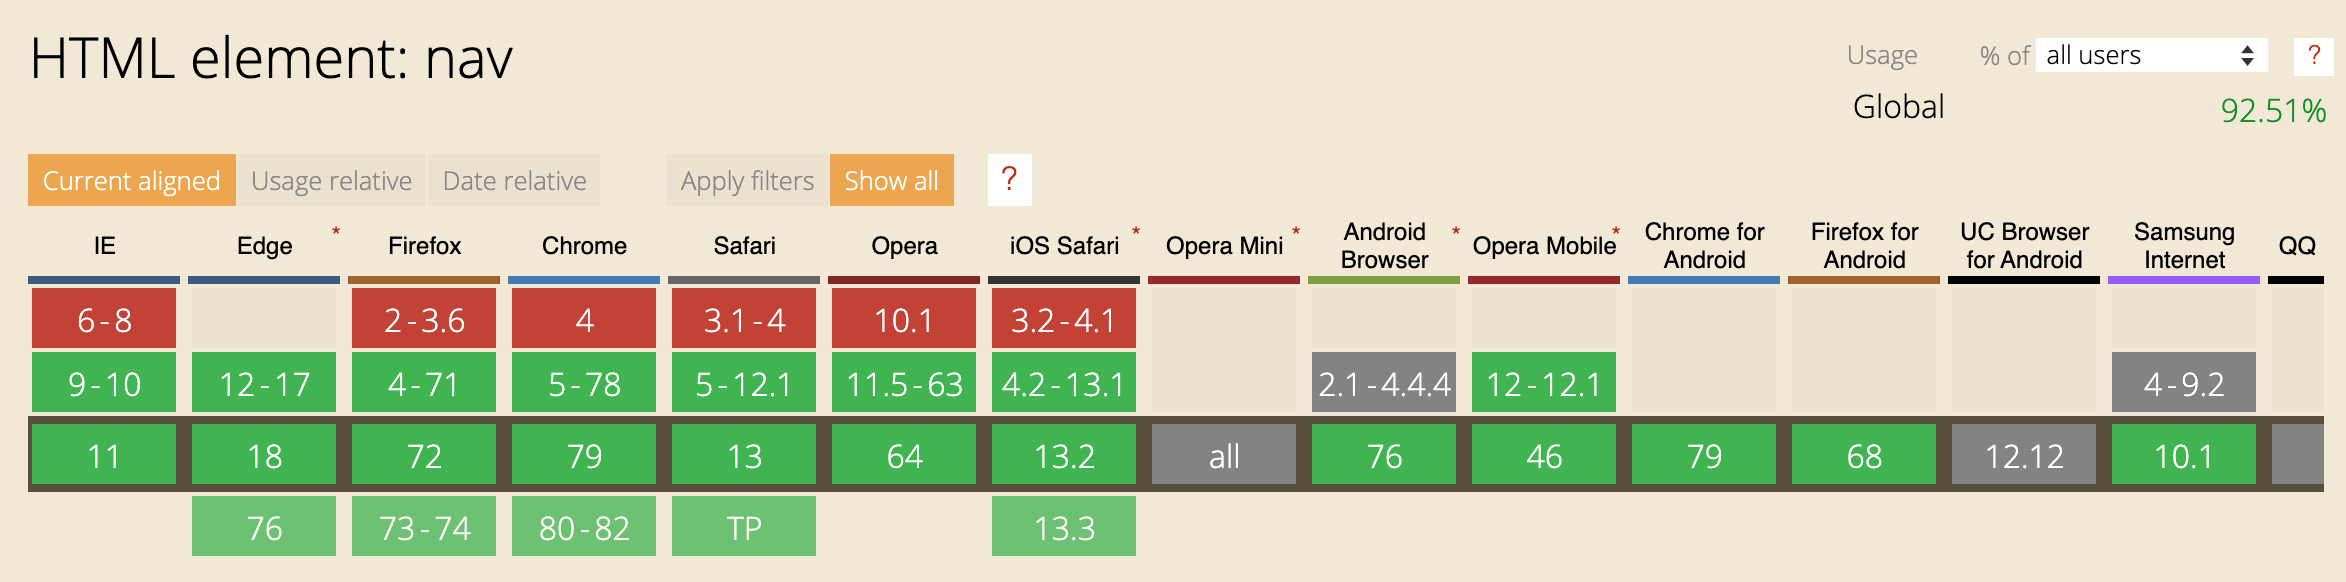 HTML element: nav
Usage % of all users ?
Global 92.51%
Current aligned Usage relative Date relative Apply filters Show all ?
IE Edge * Firefox Chrome Safari Opera iOS Safari * Opera Mini * Android Browser * Opera Mobile * Chrome for Android Firefox for Android UC Browser for Android Samsung Internet QQ
6-8 2-3.6 4 3.1-4 10.1 3.2-4.1
9-10 12-17 4-71 5-78 5-12.1 11.5-63 4.2-13.1 2.1-4.4.4 12-12.1 4-9.2
11 18 72 79 13 64 13.2 all 76 46 79 68 12.12 10.1
76 73-74 80-82 TP 13.3